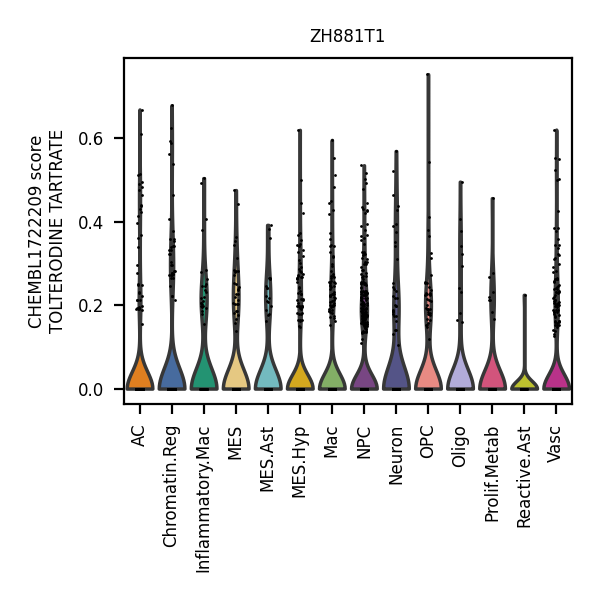 ZH881T1
CHEMBL1722209 score
TOLTERODINE TARTRATE
0.6
0.4
0.2
0.0
AC
Chromatin.Reg
Inflammatory.Mac
MES
MES.Ast
MES.Hyp
Mac
NPC
Neuron
OPC
Oligo
Prolif.Metab
Reactive.Ast
Vasc